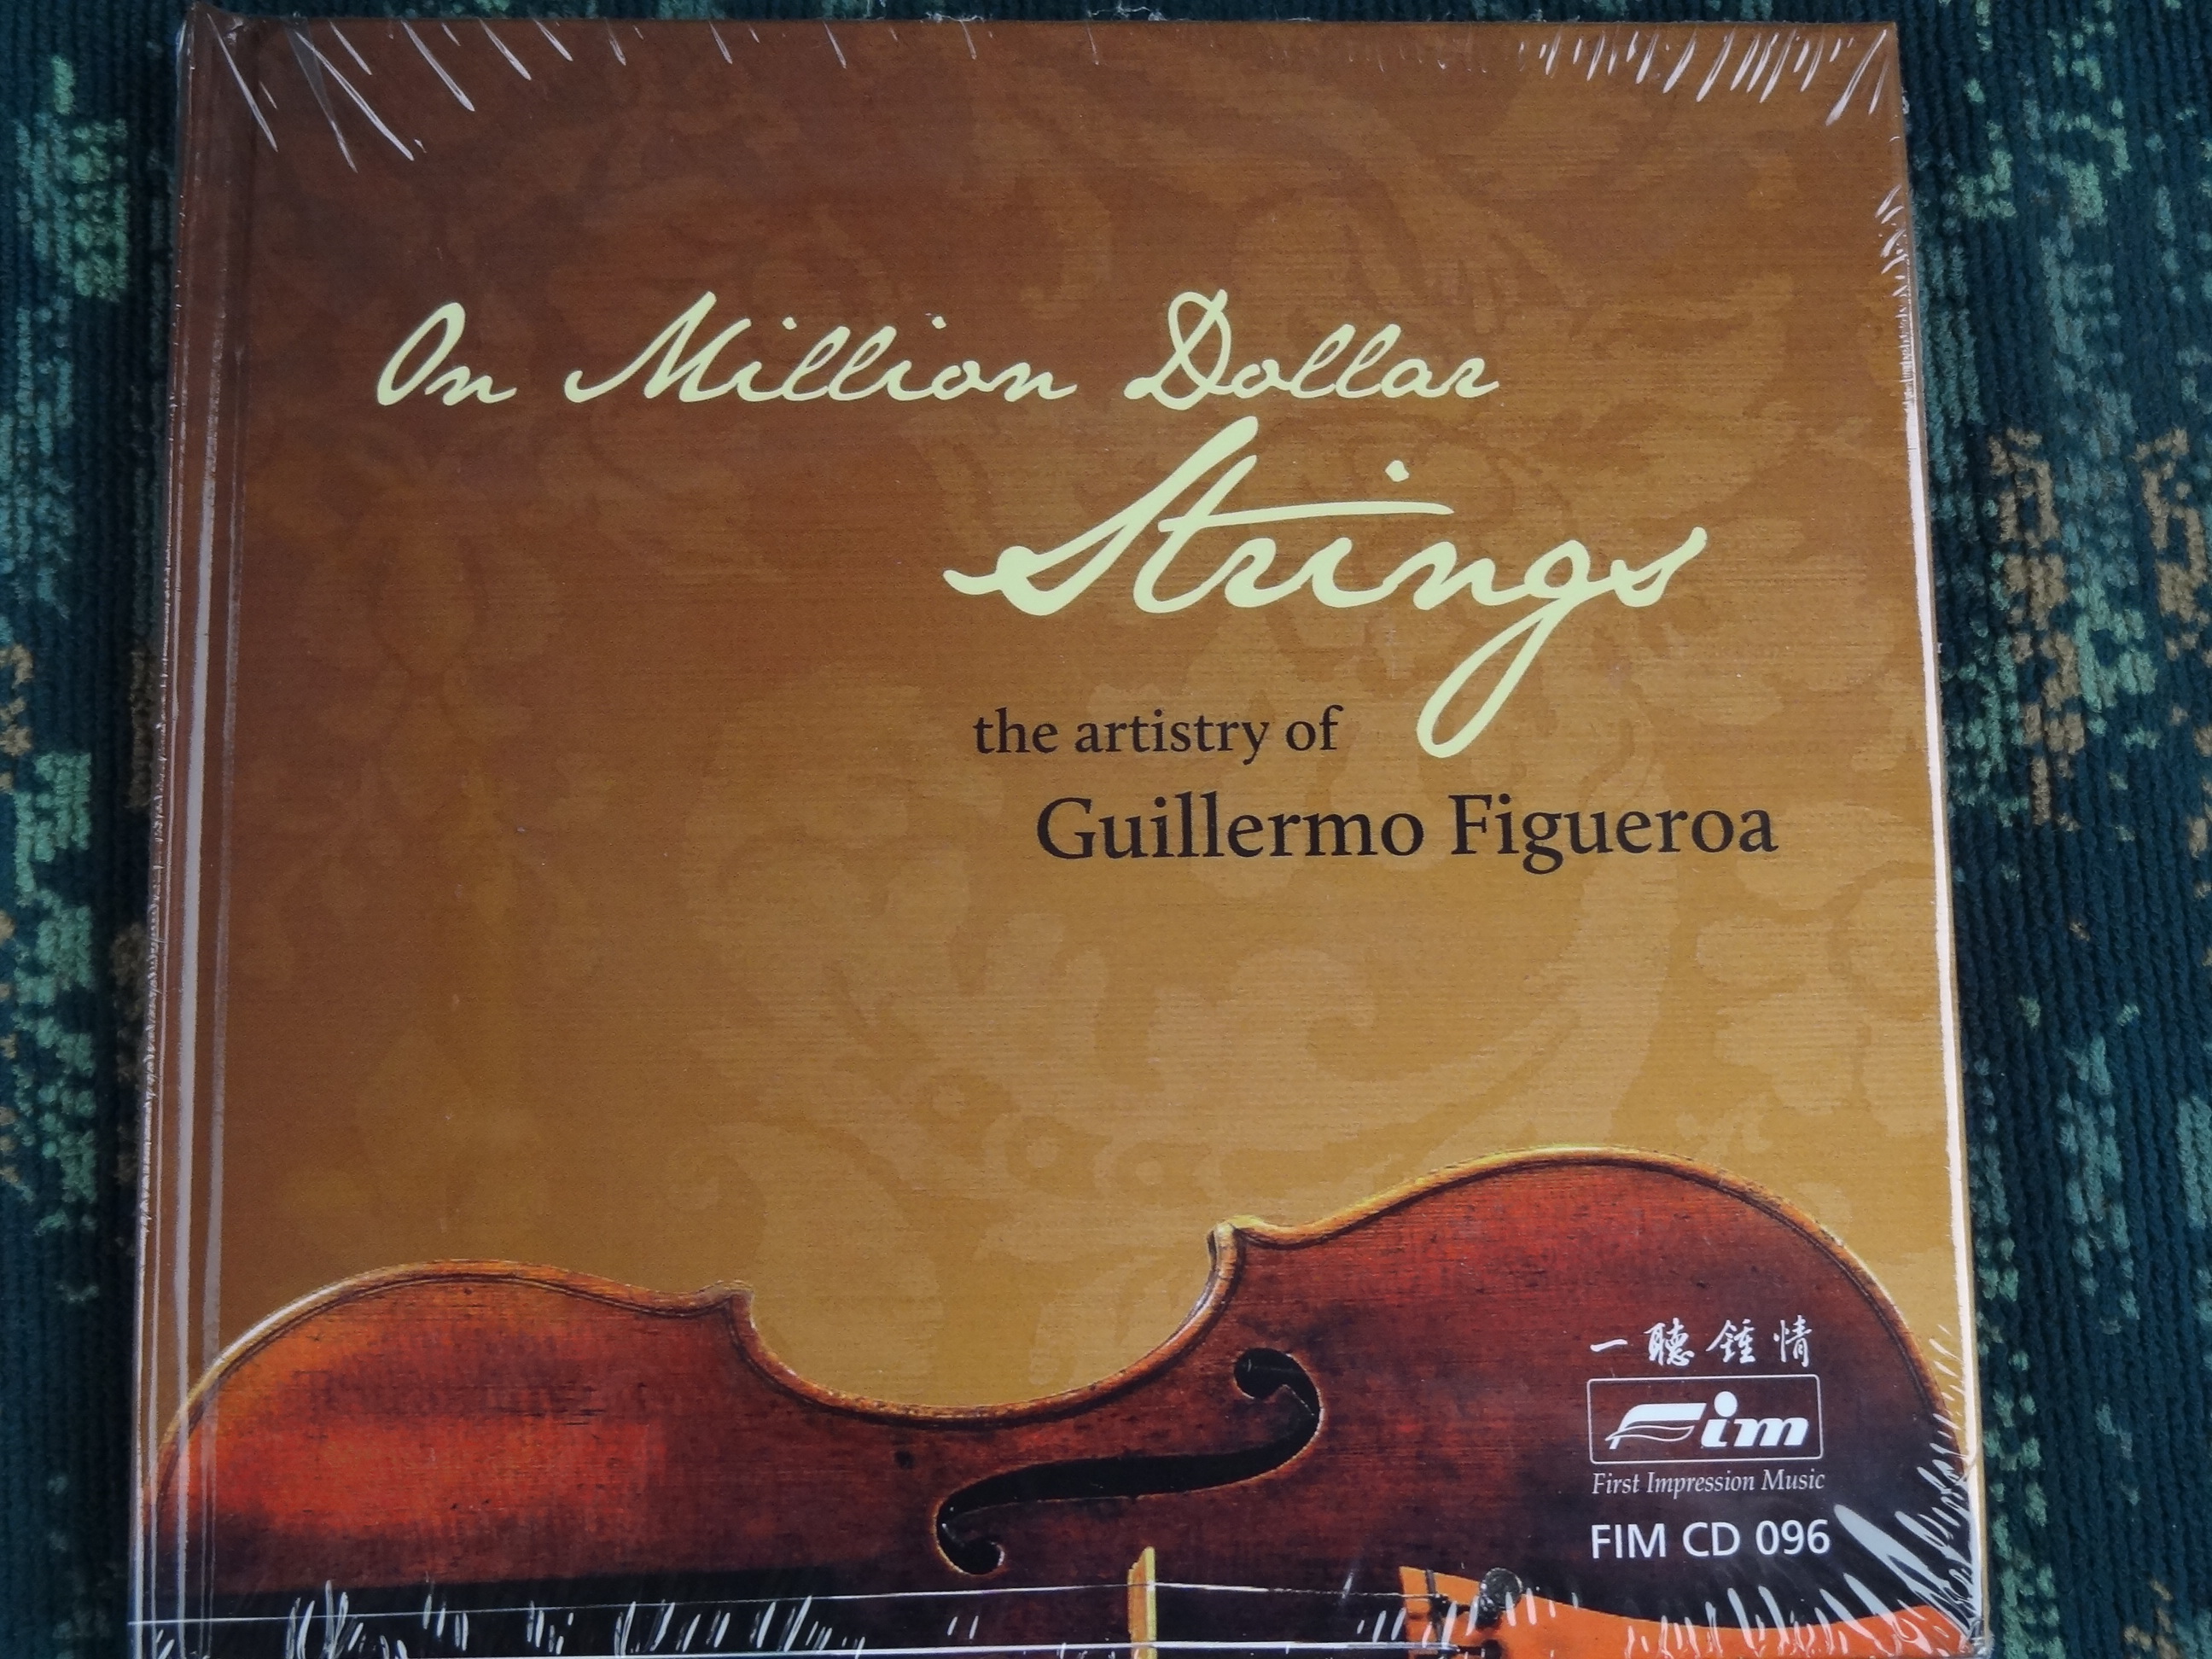 On Million Dollar
Strings
the artistry of
Guillermo Figueroa
一聽鍾情
Fim
First Impression Music
FIM CD 096